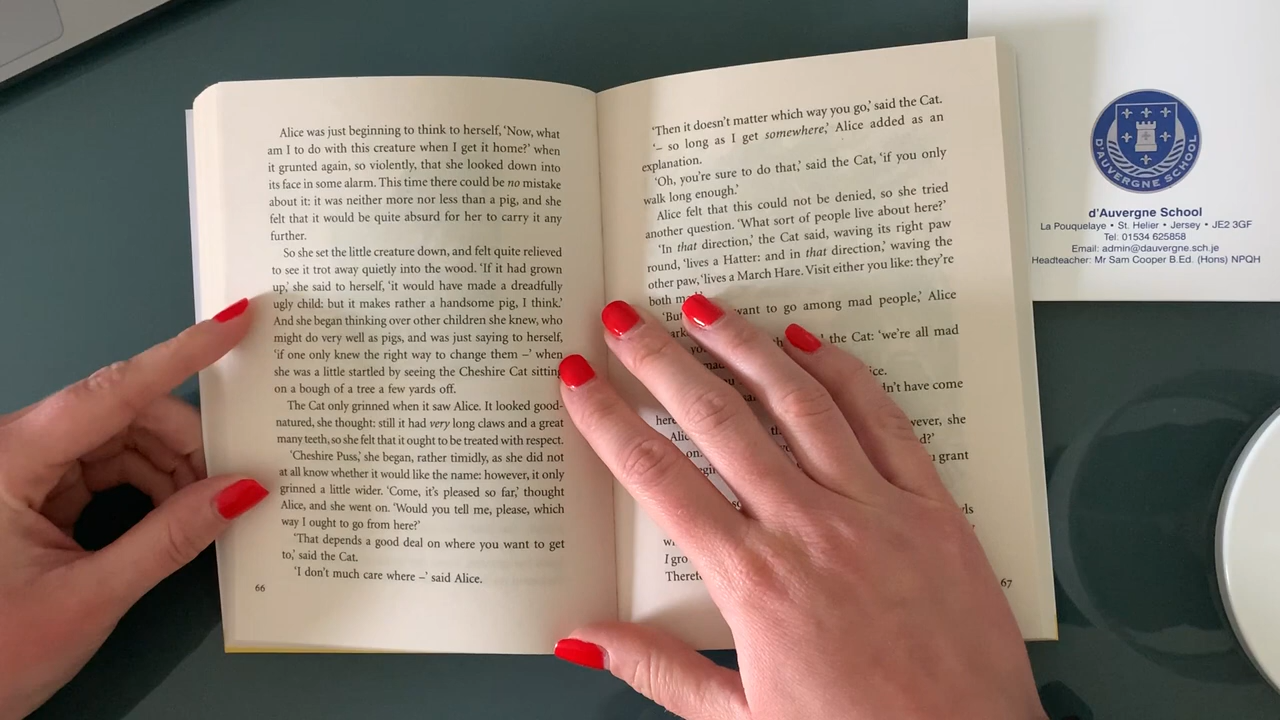 Alice was just beginning to think to herself, ‘Now, what
am I to do with this creature when I get it home?’ when
it grunted again, so violently, that she looked down into
its face in some alarm. This time there could be no mistake
about it: it was neither more nor less than a pig, and she
felt that it would be quite absurd for her to carry it any
further.
So she set the little creature down, and felt quite relieved
to see it trot away quietly into the wood. ‘If it had grown
up,’ she said to herself, ‘it would have made a dreadfully
ugly child: but it makes rather a handsome pig, I think.’
And she began thinking over other children she knew, who
might do very well as pigs, and was just saying to herself,
‘if one only knew the right way to change them –’ when
she was a little startled by seeing the Cheshire Cat sitting
on a bough of a tree a few yards off.
The Cat only grinned when it saw Alice. It looked good-
natured, she thought: still it had very long claws and a great
many teeth, so she felt that it ought to be treated with respect.
‘Cheshire Puss,’ she began, rather timidly, as she did not
at all know whether it would like the name: however, it only
grinned a little wider. ‘Come, it’s pleased so far,’ thought
Alice, and she went on. ‘Would you tell me, please, which
way I ought to go from here?’
‘That depends a good deal on where you want to get
to,’ said the Cat.
‘I don’t much care where –’ said Alice.
66
‘Then it doesn’t matter which way you go,’ said the Cat.
‘– so long as I get somewhere,’ Alice added as an
explanation.
‘Oh, you’re sure to do that,’ said the Cat, ‘if you only
walk long enough.’
Alice felt that this could not be denied, so she tried
another question. ‘What sort of people live about here?’
‘In that direction,’ the Cat said, waving its right paw
round, ‘lives a Hatter: and in that direction,’ waving the
other paw, ‘lives a March Hare. Visit either you like: they’re
both
‘But want to go among mad people,’ Alice
the Cat: ‘we’re all mad
have come
she
grant
I
67
D'AUVERGNE SCHOOL
d'Auvergne School
La Pouquelaye • St. Helier • Jersey • JE2 3GF
Tel: 01534 625858
Email: admin@dauvergne.sch.je
Headteacher: Mr Sam Cooper B.Ed. (Hons) NPQH